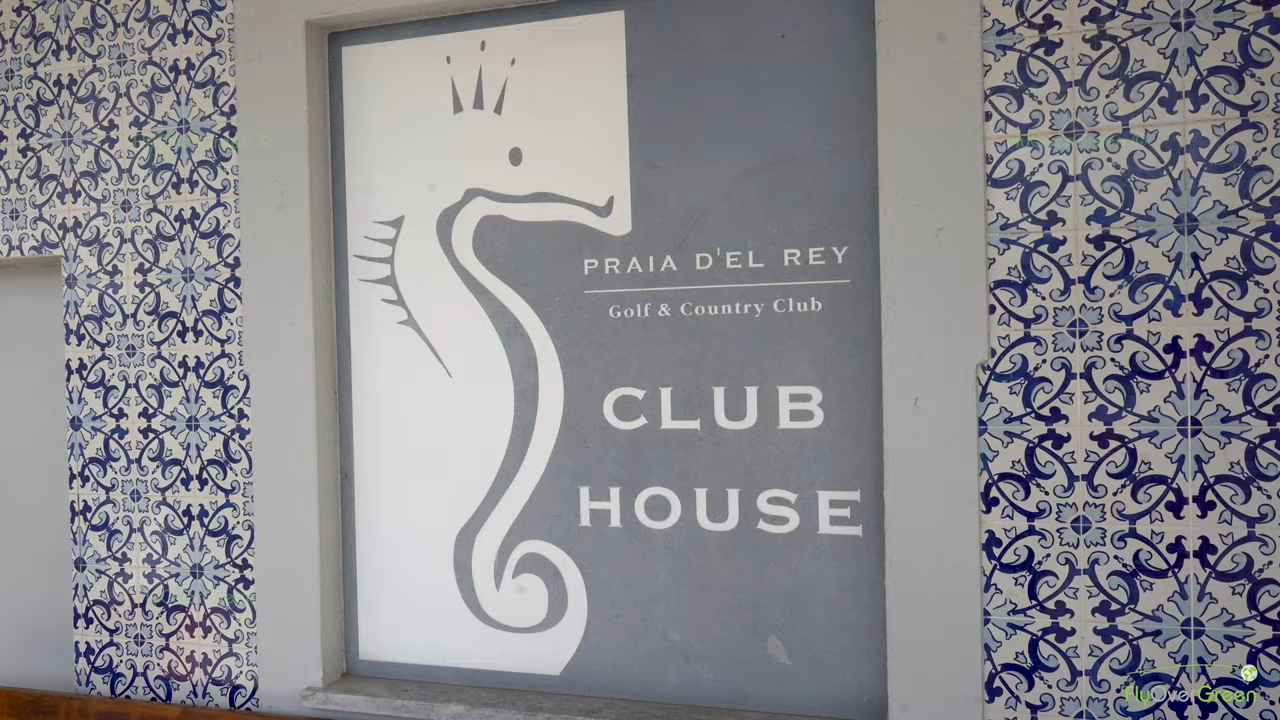 PRAIA D'EL REY
Golf & Country Club
CLUB
HOUSE
FlyOverGreen